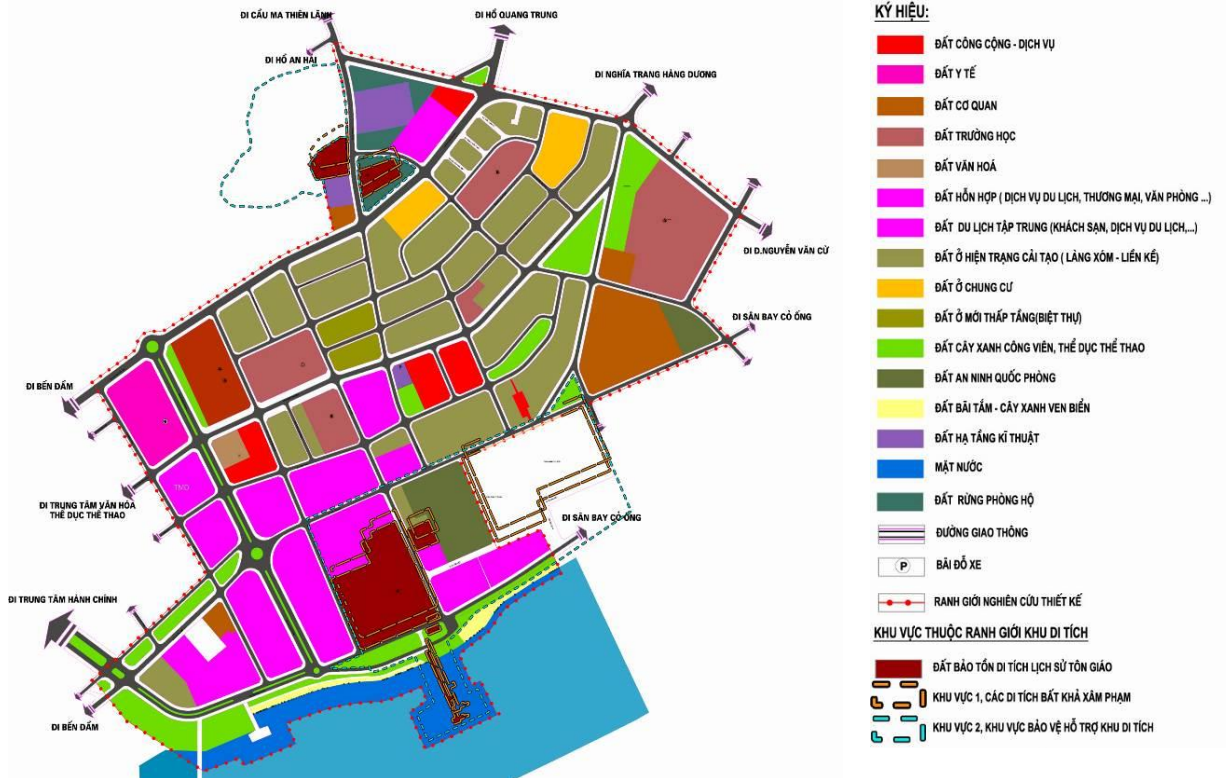 ĐI CẦU MA THIÊN LÃNH
ĐI HỒ QUANG TRUNG
ĐI HỒ AN HẢI
ĐI NGHĨA TRANG HÀNG DƯƠNG
ĐI D.NGUYỄN VĂN CỪ
ĐI SÂN BAY CỎ ỐNG
ĐI BẾN ĐẦM
TMD
ĐI TRUNG TÂM VĂN HÓA
THỂ DỤC THỂ THAO
ĐI SÂN BAY CỎ ỐNG
ĐI TRUNG TÂM HÀNH CHÍNH
ĐI BẾN ĐẦM
KÝ HIỆU:
ĐẤT CÔNG CỘNG - DỊCH VỤ
ĐẤT Y TẾ
ĐẤT CƠ QUAN
ĐẤT TRƯỜNG HỌC
ĐẤT VĂN HOÁ
ĐẤT HỖN HỢP ( DỊCH VỤ DU LỊCH, THƯƠNG MẠI, VĂN PHÒNG ...)
ĐẤT DU LỊCH TẬP TRUNG (KHÁCH SẠN, DỊCH VỤ DU LỊCH,...)
ĐẤT Ở HIỆN TRẠNG CẢI TẠO ( LÀNG XÓM - LIỀN KỀ)
ĐẤT Ở CHUNG CƯ
ĐẤT Ở MỚI THẤP TẦNG(BIỆT THỰ)
ĐẤT CÂY XANH CÔNG VIÊN, THỂ DỤC THỂ THAO
ĐẤT AN NINH QUỐC PHÒNG
ĐẤT BÃI TẮM - CÂY XANH VEN BIỂN
ĐẤT HẠ TẦNG KĨ THUẬT
MẶT NƯỚC
ĐẤT RỪNG PHÒNG HỘ
ĐƯỜNG GIAO THÔNG
P BÃI ĐỖ XE
RANH GIỚI NGHIÊN CỨU THIẾT KẾ
KHU VỰC THUỘC RANH GIỚI KHU DI TÍCH
ĐẤT BẢO TỒN DI TÍCH LỊCH SỬ TÔN GIÁO
KHU VỰC 1, CÁC DI TÍCH BẤT KHẢ XÂM PHẠM
KHU VỰC 2, KHU VỰC BẢO VỆ HỖ TRỢ KHU DI TÍCH